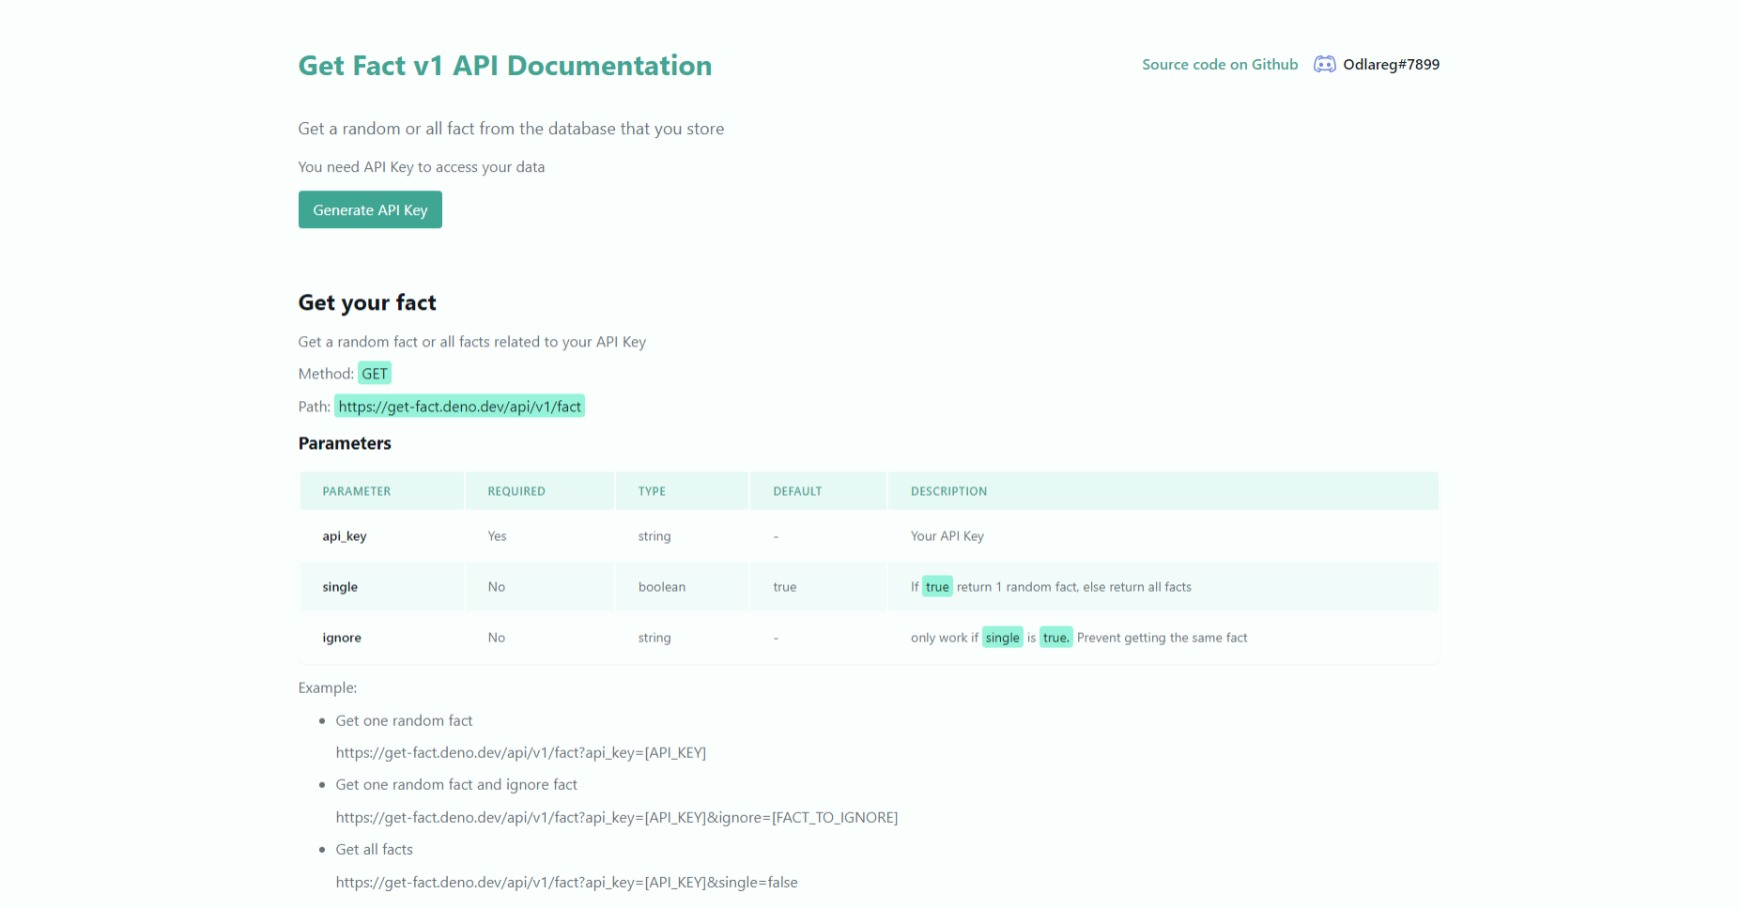 Get Fact v1 API Documentation
Source code on Github Odlareg#7899
Get a random or all fact from the database that you store
You need API Key to access your data
Generate API Key
Get your fact
Get a random fact or all facts related to your API Key
Method: GET
Path: https://get-fact.deno.dev/api/v1/fact
Parameters
PARAMETER REQUIRED TYPE DEFAULT DESCRIPTION
api_key Yes string - Your API Key
single No boolean true If true return 1 random fact, else return all facts
ignore No string - only work if single is true. Prevent getting the same fact
Example:
• Get one random fact
https://get-fact.deno.dev/api/v1/fact?api_key=[API_KEY]
• Get one random fact and ignore fact
https://get-fact.deno.dev/api/v1/fact?api_key=[API_KEY]&ignore=[FACT_TO_IGNORE]
• Get all facts
https://get-fact.deno.dev/api/v1/fact?api_key=[API_KEY]&single=false